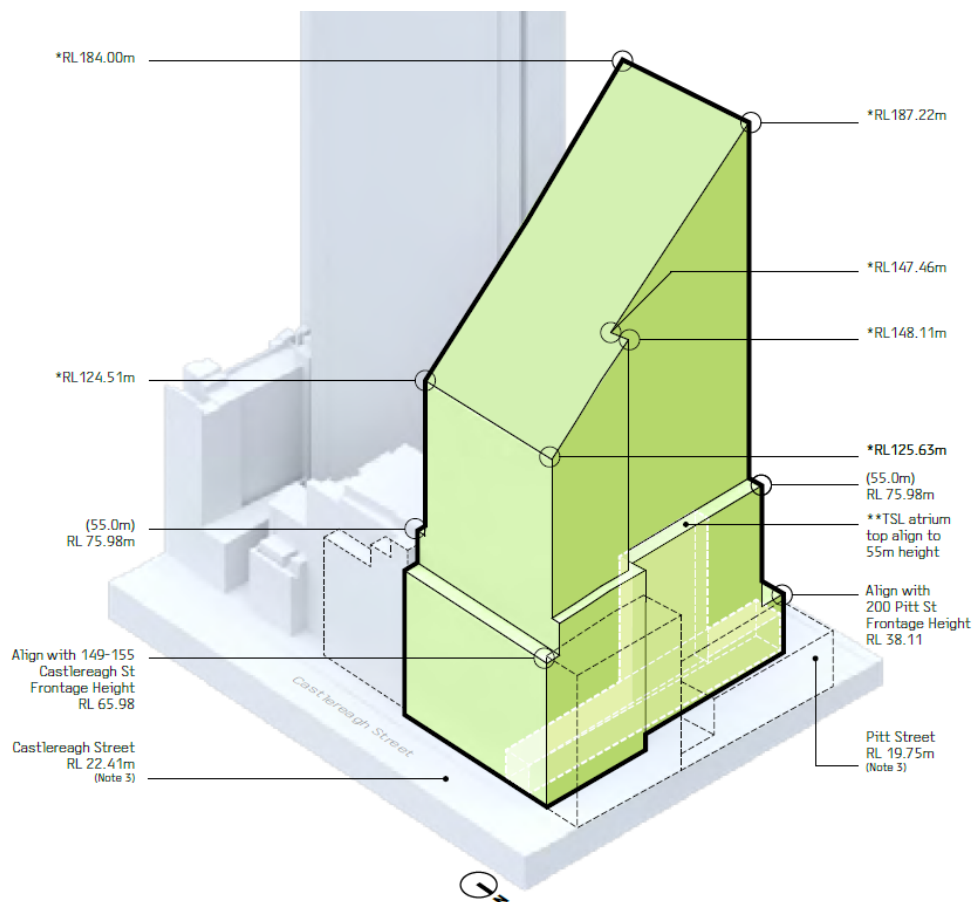 *RL184.00m
*RL187.22m
*RL147.46m
*RL148.11m
*RL124.51m
*RL125.63m
(55.0m)
RL 75.98m
**TSL atrium
top align to
55m height
(55.0m)
RL 75.98m
Align with
200 Pitt St
Frontage Height
RL 38.11
Align with 149-155
Castlereagh St
Frontage Height
RL 65.98
Castlereagh Street
Castlereagh Street
RL 22.41m
(Note 3)
Pitt Street
RL 19.75m
(Note 3)